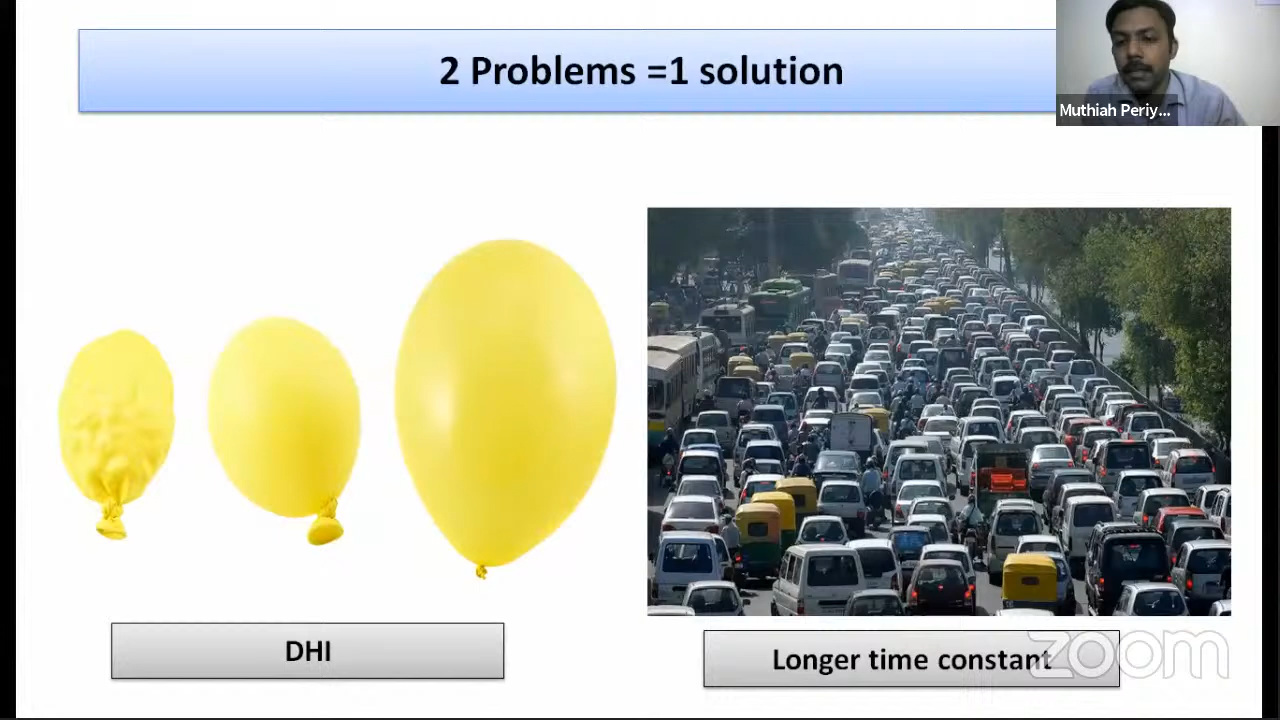 2 Problems =1 solution
Muthiah Periy...
DHI
Longer time constant
zoom